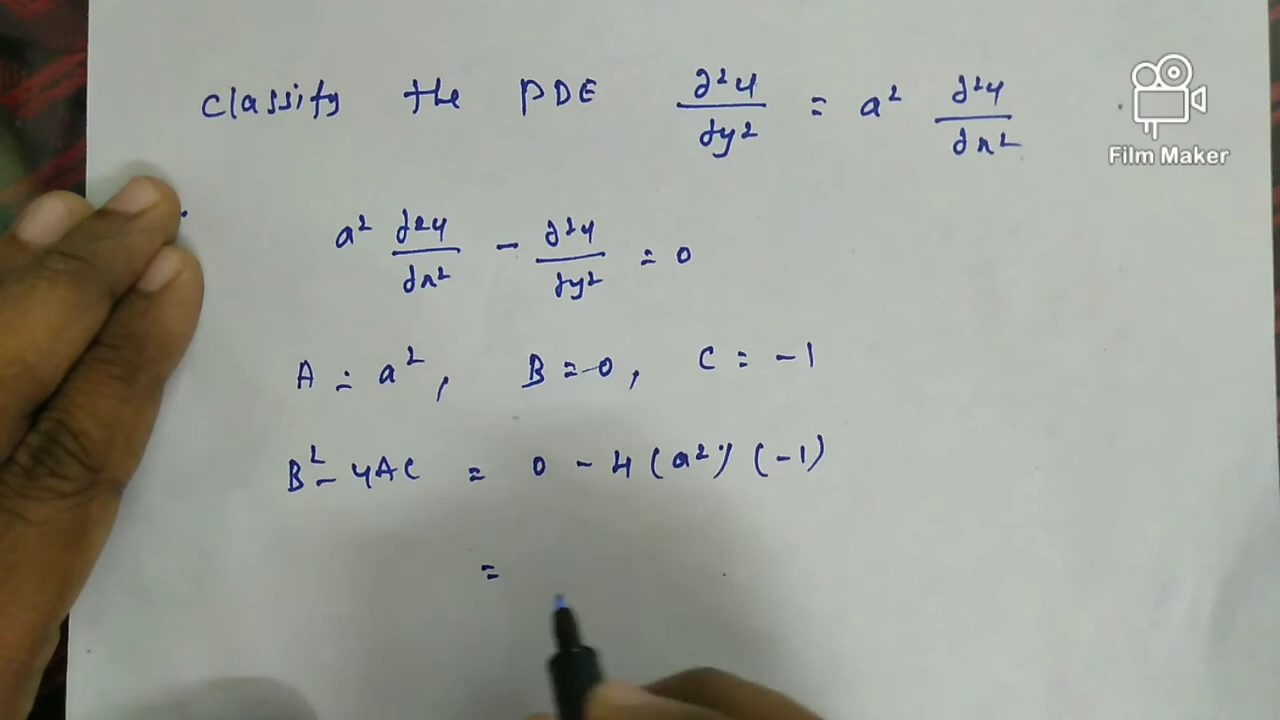 classify the PDE ∂²u/∂y² = a² ∂²u/∂x²
Film Maker
a² ∂²u/∂x² - ∂²u/∂y² = 0
A = a², B = 0, C = -1
B² - 4AC = 0 - 4 (a²) (-1)
=